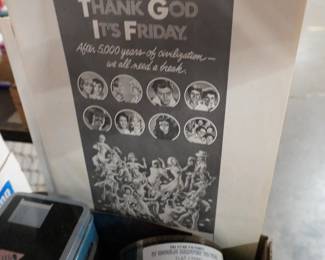 THANK GOD
IT'S FRIDAY.
After 5,000 years of civilization—
we all need a break.